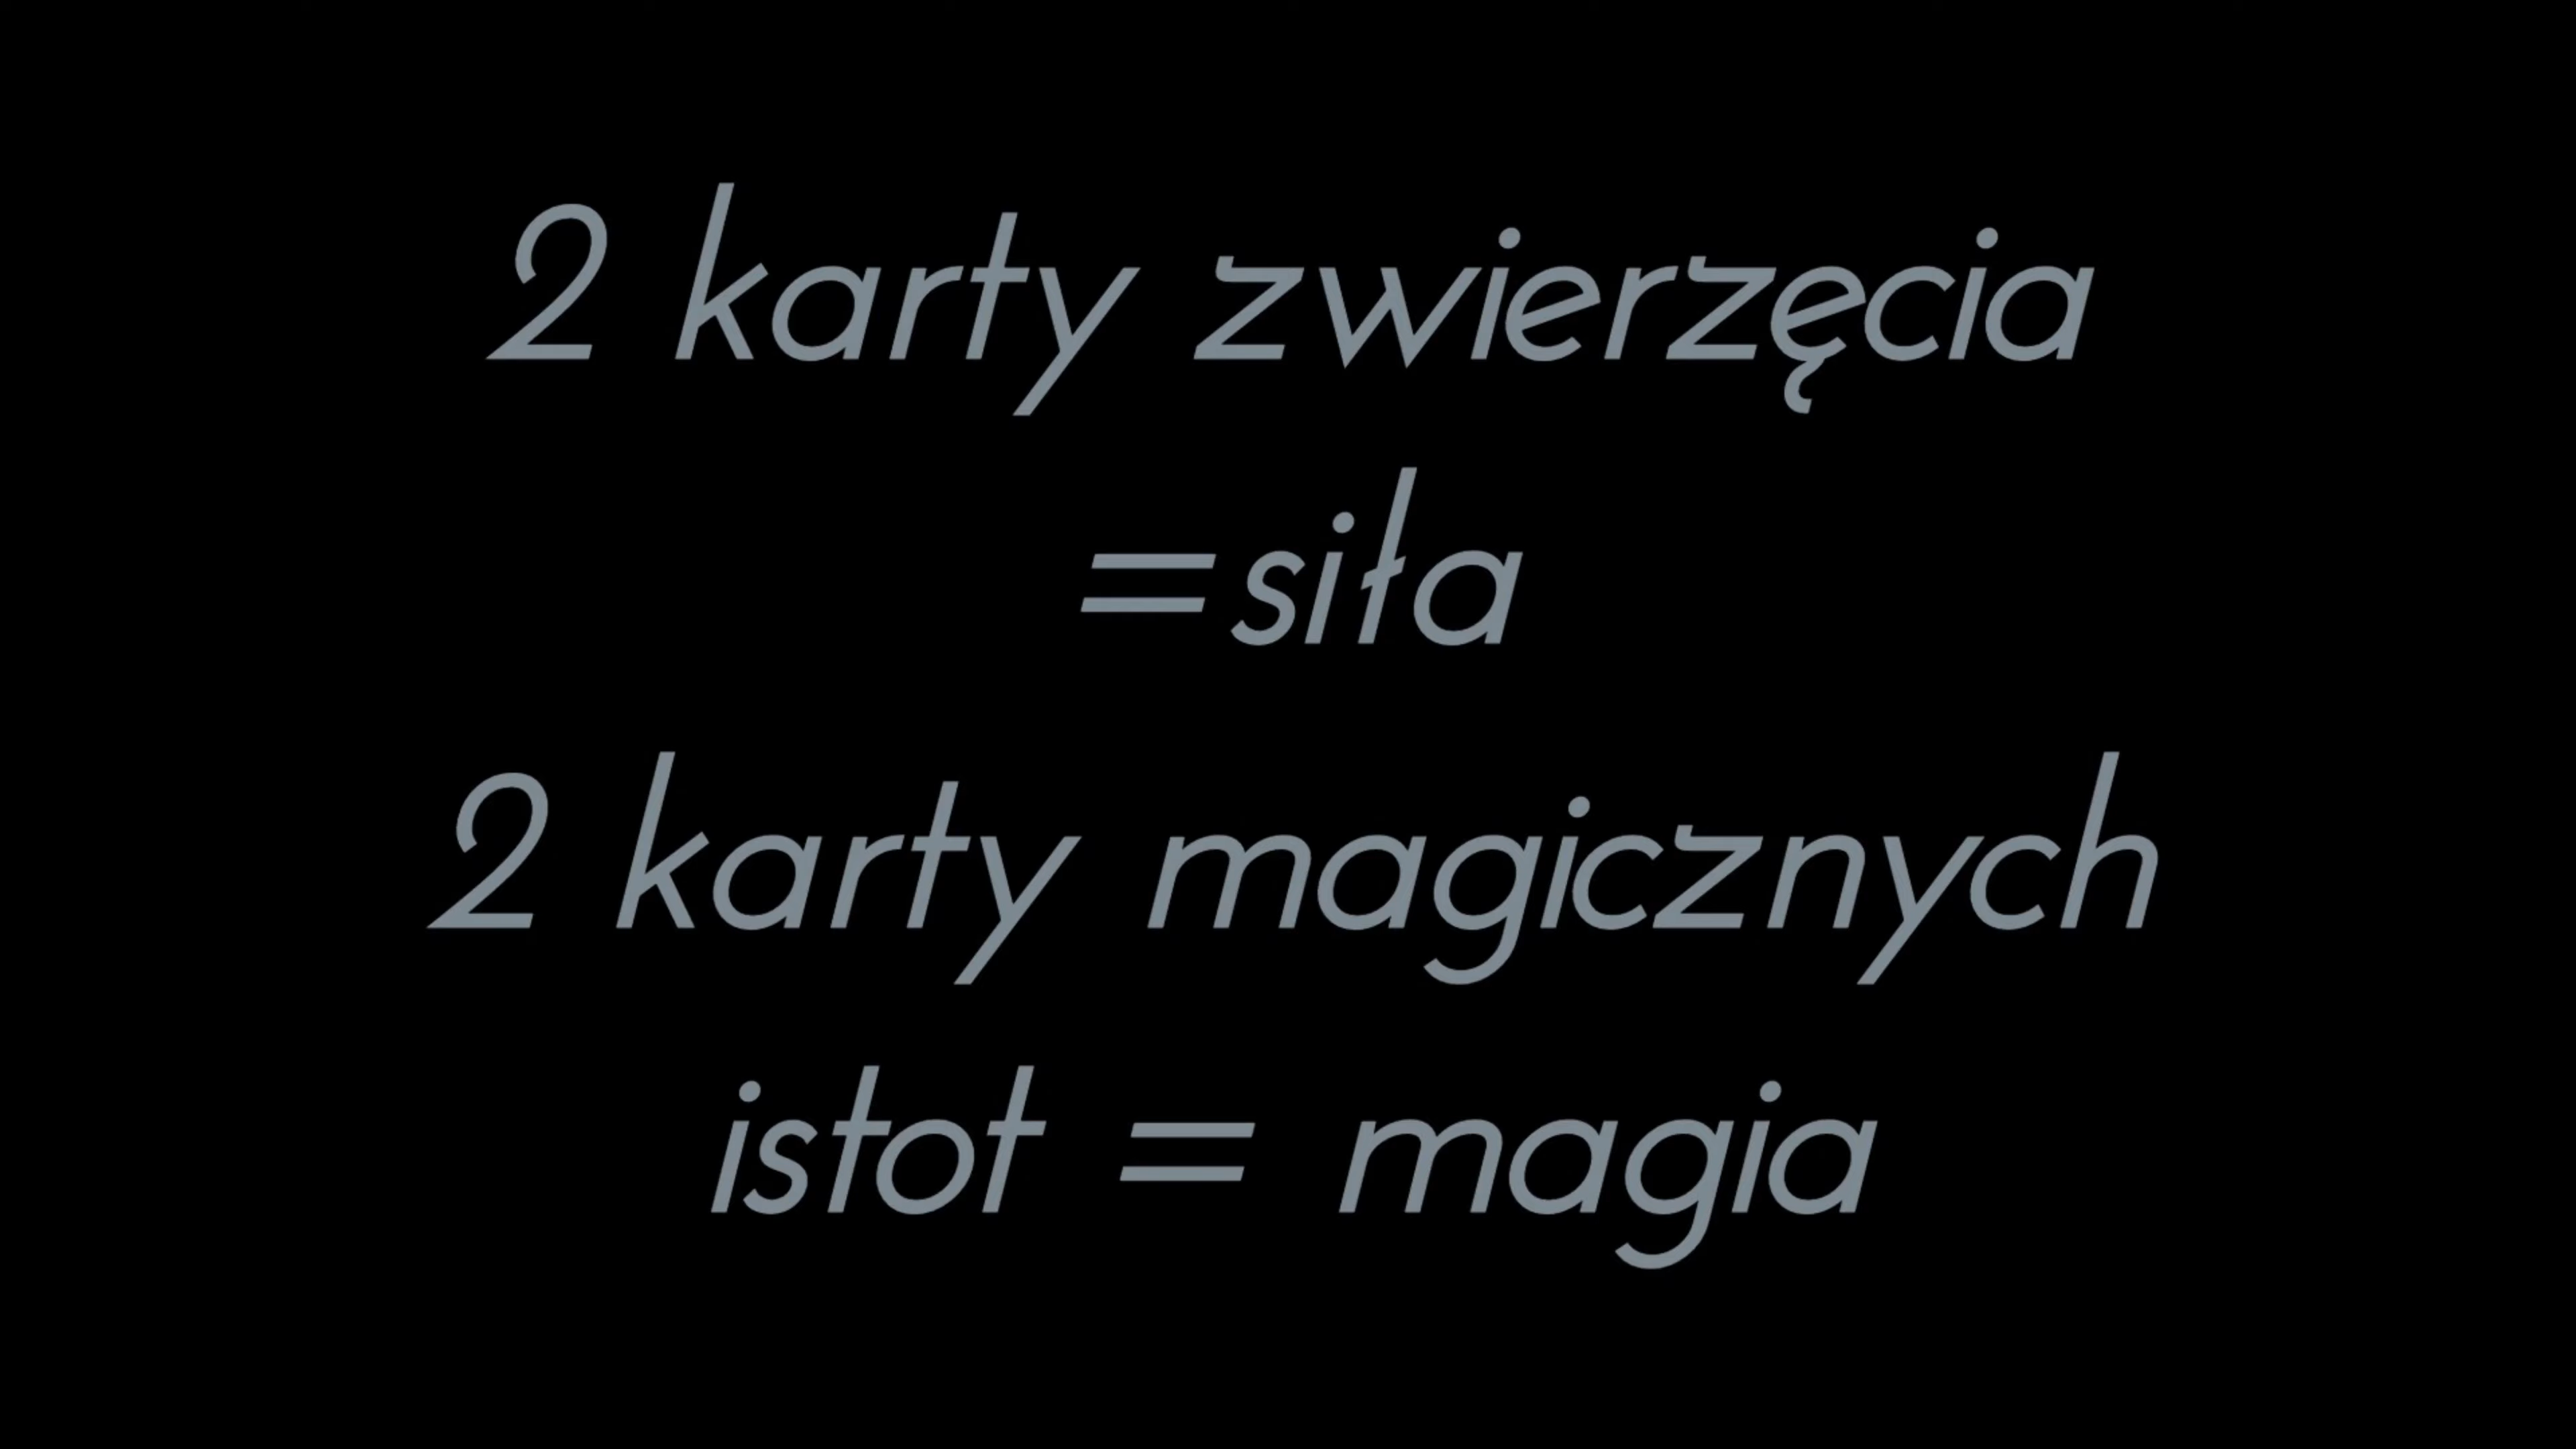 2 karty zwierzęcia
=siła
2 karty magicznych
istot = magia